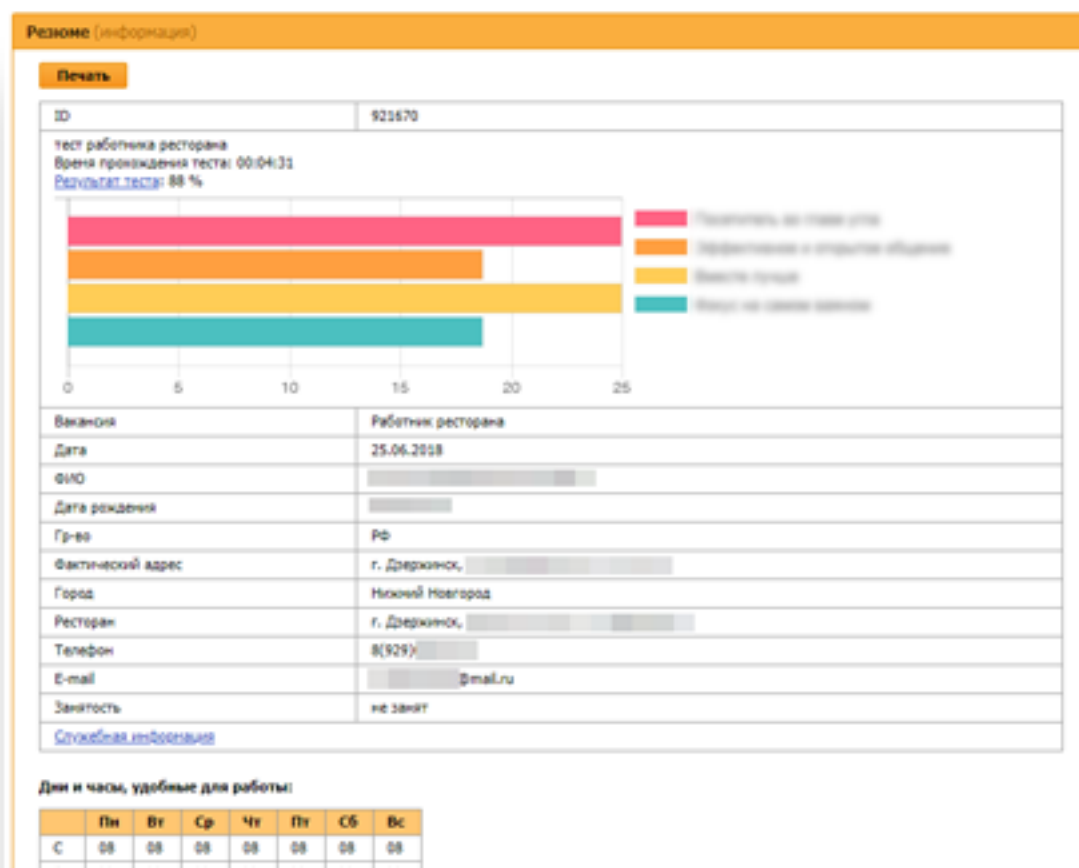 Резюме (информация)
Печать
ID 921670
тест работника ресторана
Время прохождения теста: 00:04:31
Результат теста: 88 %
0 5 10 15 20 25
Вакансия Работник ресторана
Дата 25.06.2018
ФИО
Дата рождения
Гр-во РФ
Фактический адрес г. Дзержинск,
Город Нижний Новгород
Ресторан г. Дзержинск,
Телефон 8(929)
E-mail @mail.ru
Занятость не занят
Служебная информация
Дни и часы, удобные для работы:
Пн Вт Ср Чт Пт Сб Вс
С 08 08 08 08 08 08 08